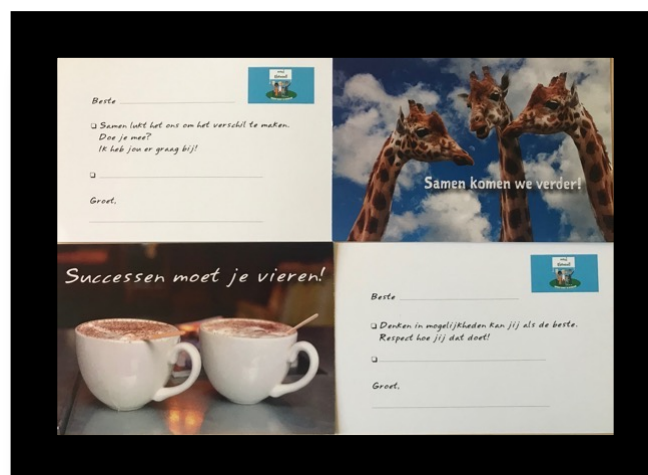 Beste
Samen lukt het ons om het verschil te maken.
Doe je mee?
Ik heb jou er graag bij!
Groet,
Samen komen we verder!
Successen moet je vieren!
Beste
Denken in mogelijkheden kan jij als de beste.
Respect hoe jij dat doet!
Groet,